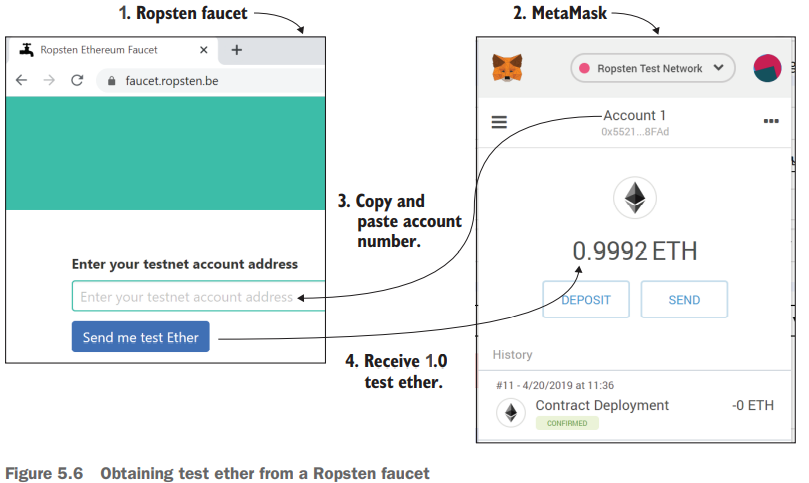 1. Ropsten faucet
2. MetaMask
Ropsten Ethereum Faucet
faucet.ropsten.be
Enter your testnet account address
Enter your testnet account address
Send me test Ether
3. Copy and
paste account
number.
4. Receive 1.0
test ether.
Ropsten Test Network
Account 1
0x5521...8FAd
0.9992 ETH
DEPOSIT
SEND
History
#11 - 4/20/2019 at 11:36
Contract Deployment
-0 ETH
CONFIRMED
Figure 5.6 Obtaining test ether from a Ropsten faucet